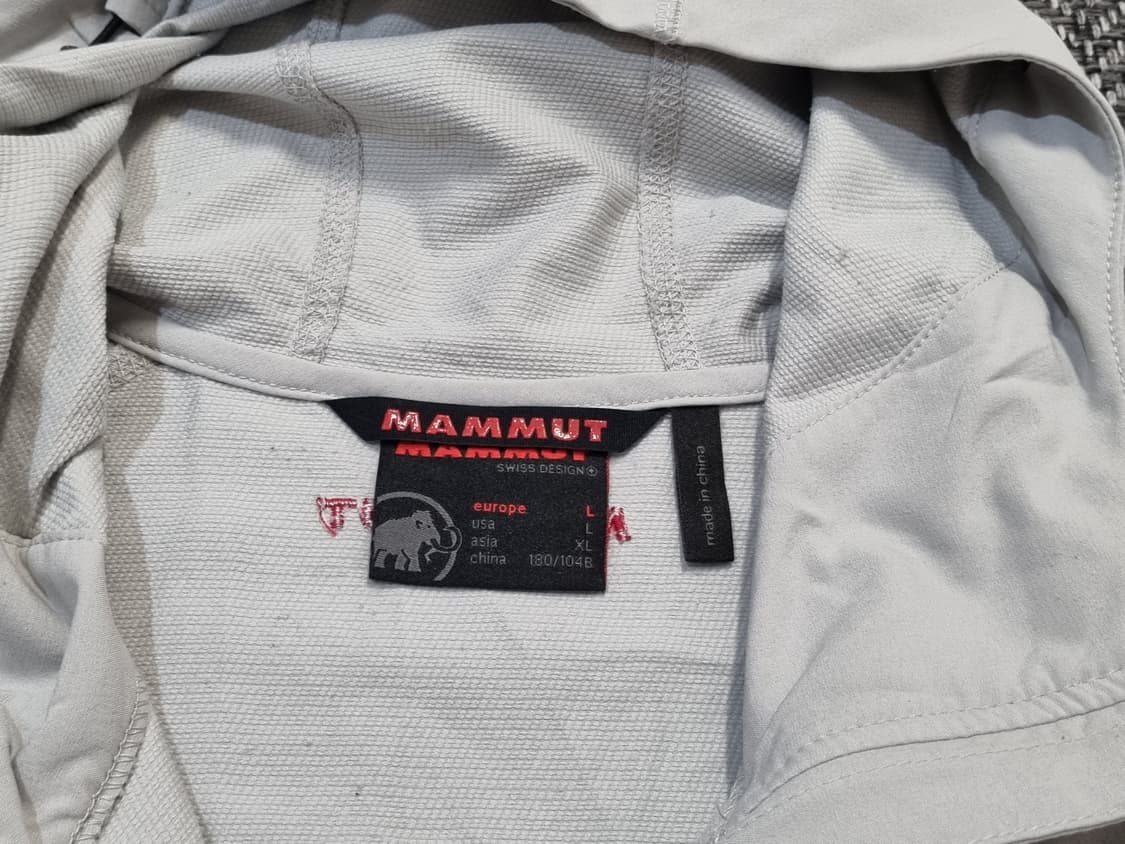 MAMMUT
MAMMUT
SWISS DESIGN
europe L
usa L
asia XL
china 180/104B
made in china